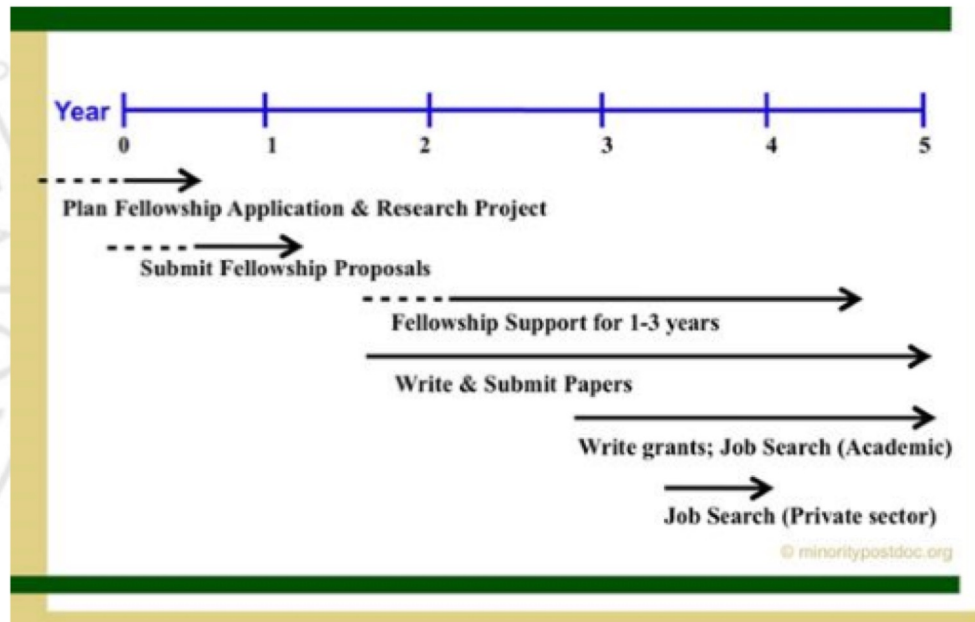 Year
0 1 2 3 4 5
Plan Fellowship Application & Research Project
Submit Fellowship Proposals
Fellowship Support for 1-3 years
Write & Submit Papers
Write grants; Job Search (Academic)
Job Search (Private sector)
© minoritypostdoc.org